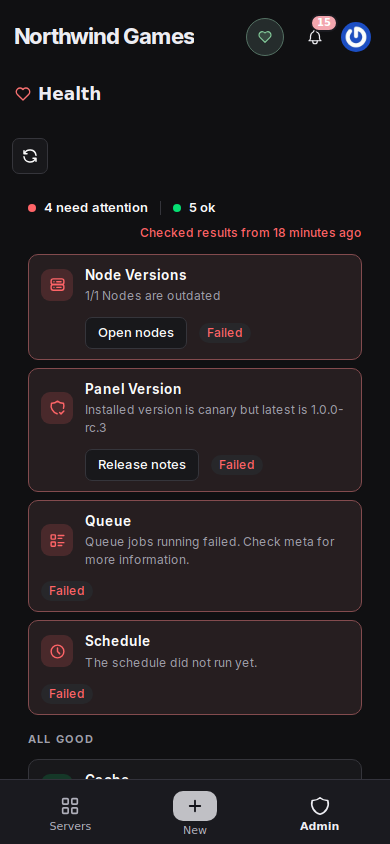 Northwind Games
15
Health
4 need attention
5 ok
Checked results from 18 minutes ago
Node Versions
1/1 Nodes are outdated
Open nodes
Failed
Panel Version
Installed version is canary but latest is 1.0.0-
rc.3
Release notes
Failed
Queue
Queue jobs running failed. Check meta for
more information.
Failed
Schedule
The schedule did not run yet.
Failed
ALL GOOD
Cache
Servers
New
Admin